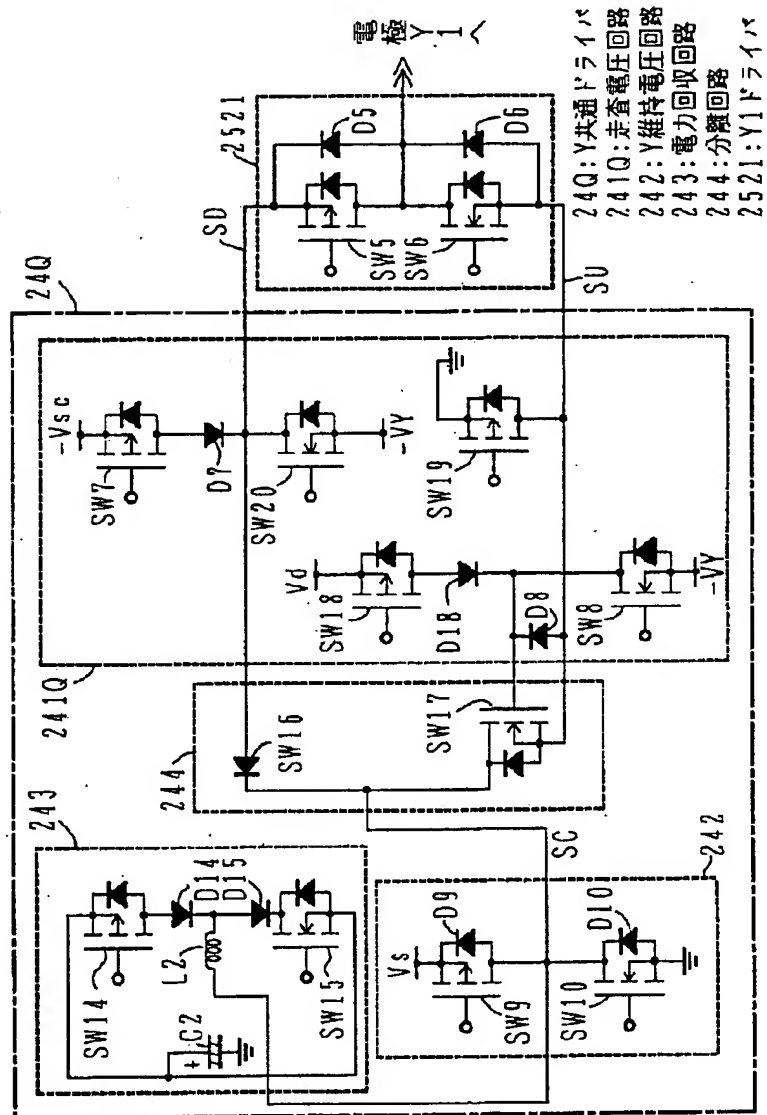 24Q
241Q
-Vsc
SW7
D7
SD
2521
SW5
D5
SW6
D6
電極Y1へ
SU
SW20
-VY
SW19
Vd
SW18
D18
D8
SW8
-VY
244
SW16
SW17
243
SW14
D14
D15
L2
SW15
+
C2
SC
242
Vs
D9
SW9
D10
SW10
24Q:Y共通ドライバ
241Q:走査電圧回路
242:Y維持電圧回路
243:電力回収回路
244:分離回路
2521:Y1ドライバ